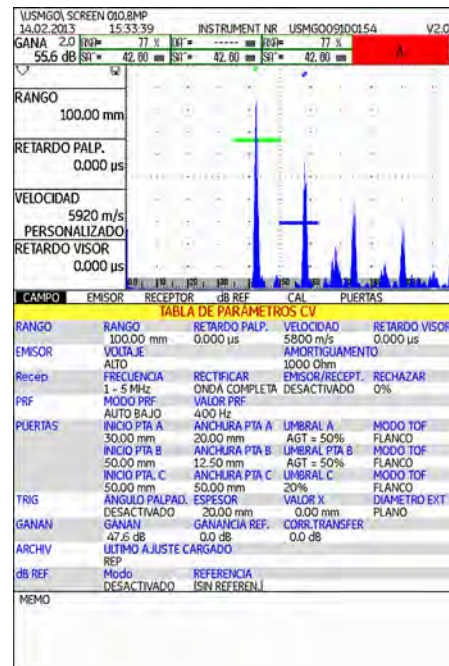 \USMGO\ SCREEN 010.BMP
14.02.2013 15:33:39 INSTRUMENT NR USMGO09100154 V2.0
GANA 2.0 77 % ----- mm 77 %
55.6 dB 42.00 mm 42.00 mm 42.00 mm
A
RANGO
100.00 mm
RETARDO PALP.
0.000 µs
VELOCIDAD
5920 m/s
PERSONALIZADO
RETARDO VISOR
0.000 µs
CAMPO EMISOR RECEPTOR dB REF CAL PUERTAS
TABLA DE PARÁMETROS CV
RANGO RANGO RETARDO PALP. VELOCIDAD RETARDO VISOR
100.00 mm 0.000 µs 5800 m/s 0.000 µs
EMISOR VOLTAJE AMORTIGUAMENTO
ALTO 1000 Ohm
Recep FRECUENCIA RECTIFICAR EMISOR/RECEPT. RECHAZAR
1 - 5 MHz ONDA COMPLETA DESACTIVADO 0%
PRF MODO PRF VALOR PRF
AUTO BAJO 400 Hz
PUERTAS INICIO PTA A ANCHURA PTA A UMBRAL A MODO TOF
30.00 mm 20.00 mm AGT = 50% FLANCO
INICIO PTA B ANCHURA PTA B UMBRAL PTA B MODO TOF
50.00 mm 12.50 mm AGT = 50% FLANCO
INICIO PTA. C ANCHURA PTA C UMBRAL C MODO TOF
50.00 mm 50.00 mm 20% FLANCO
TRIG ÁNGULO PALPAD. ESPESOR VALOR X DIAMETRO EXT
DESACTIVADO 20.00 mm 0.00 mm PLANO
GANAN GANAN GANANCIA REF. CORR.TRANSFER
47.6 dB 0.0 dB 0.0 dB
ARCHIV ULTIMO AJUSTE CARGADO
REP
dB REF Modo REFERENCIA
DESACTIVADO (SIN REFEREN.)
MEMO